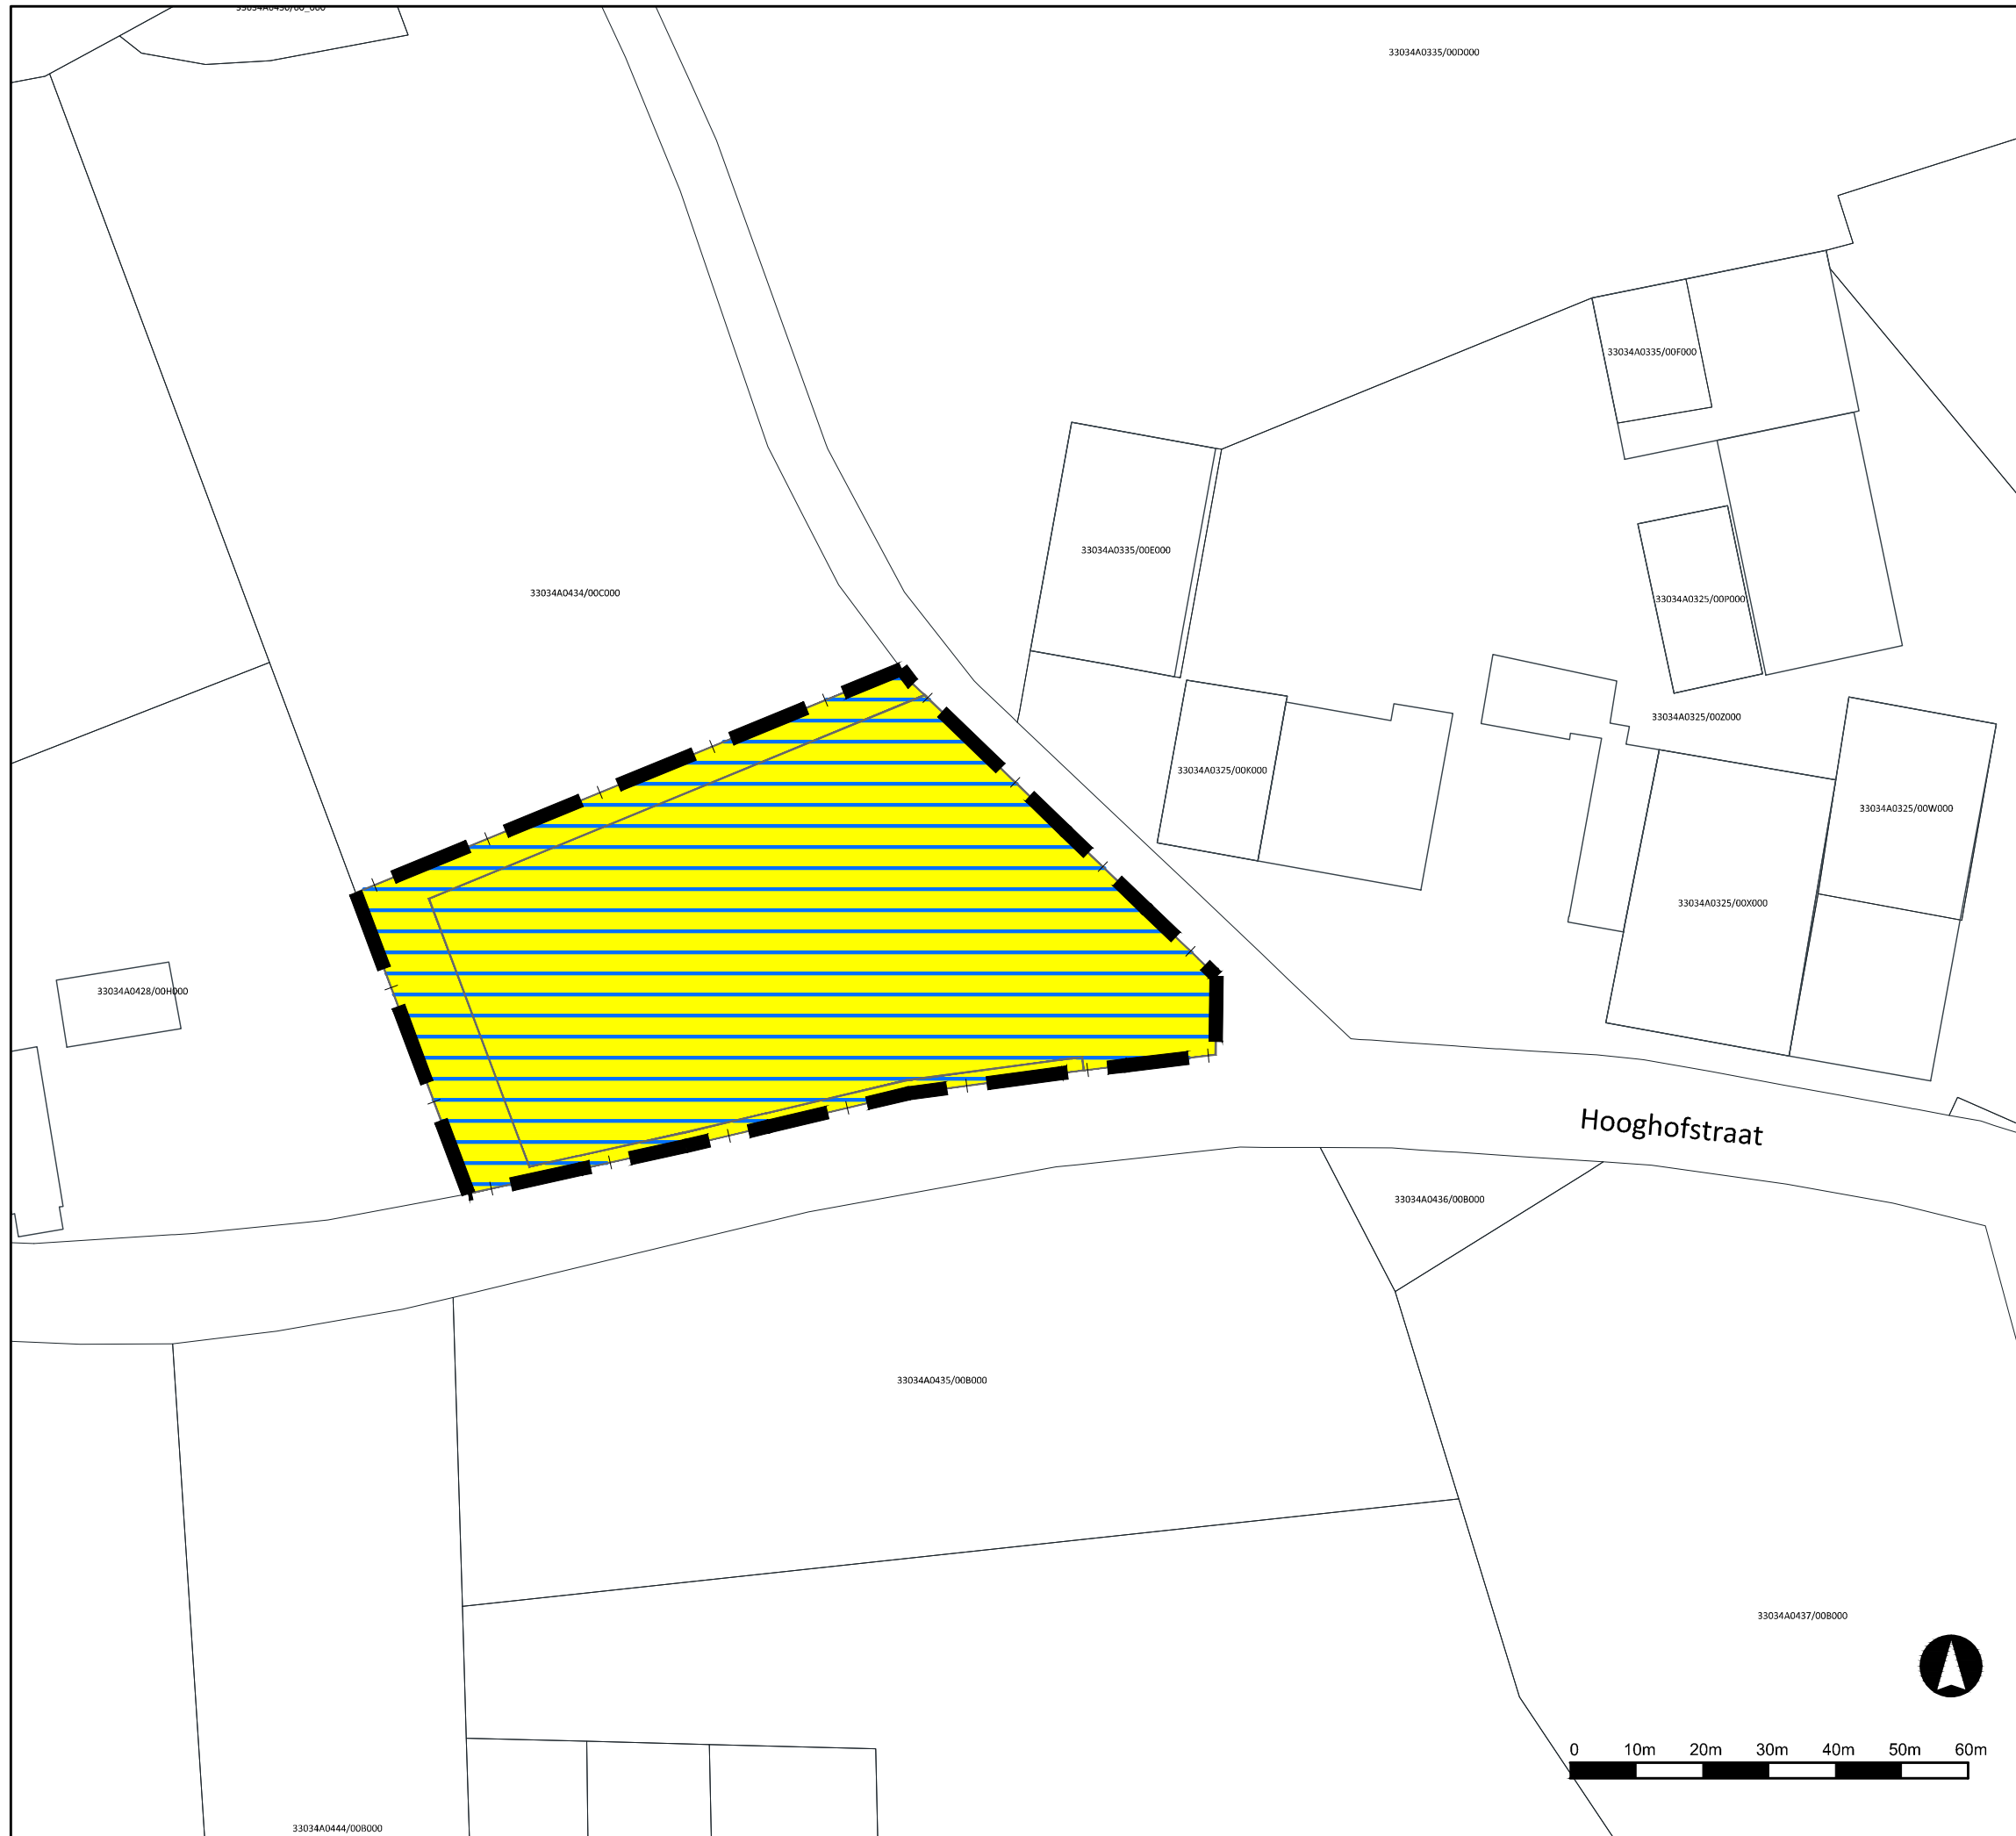 33034A0335/00D000
33034A0335/00F000
33034A0335/00E000
33034A0434/00C000
33034A0325/00P000
33034A0325/00Z000
33034A0325/00K000
33034A0325/00W000
33034A0325/00X000
33034A0428/00H000
Hooghofstraat
33034A0436/00B000
33034A0435/00B000
33034A0437/00B000
0 10m 20m 30m 40m 50m 60m
33034A0444/00B000